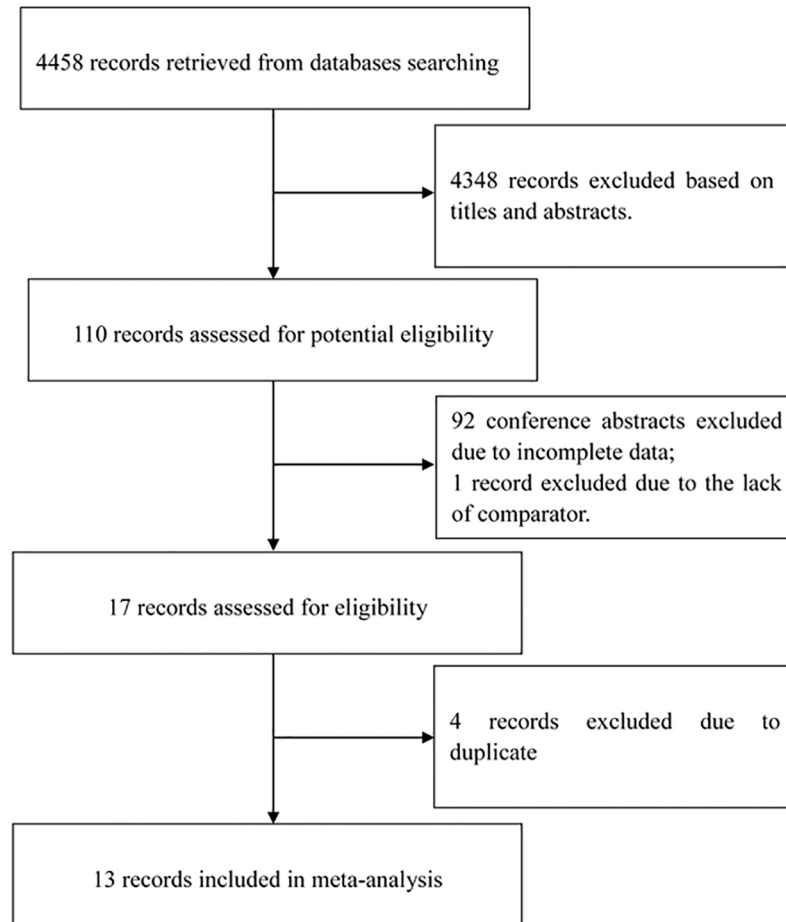 4458 records retrieved from databases searching
4348 records excluded based on
titles and abstracts.
110 records assessed for potential eligibility
92 conference abstracts excluded
due to incomplete data;
1 record excluded due to the lack
of comparator.
17 records assessed for eligibility
4 records excluded due to
duplicate
13 records included in meta-analysis